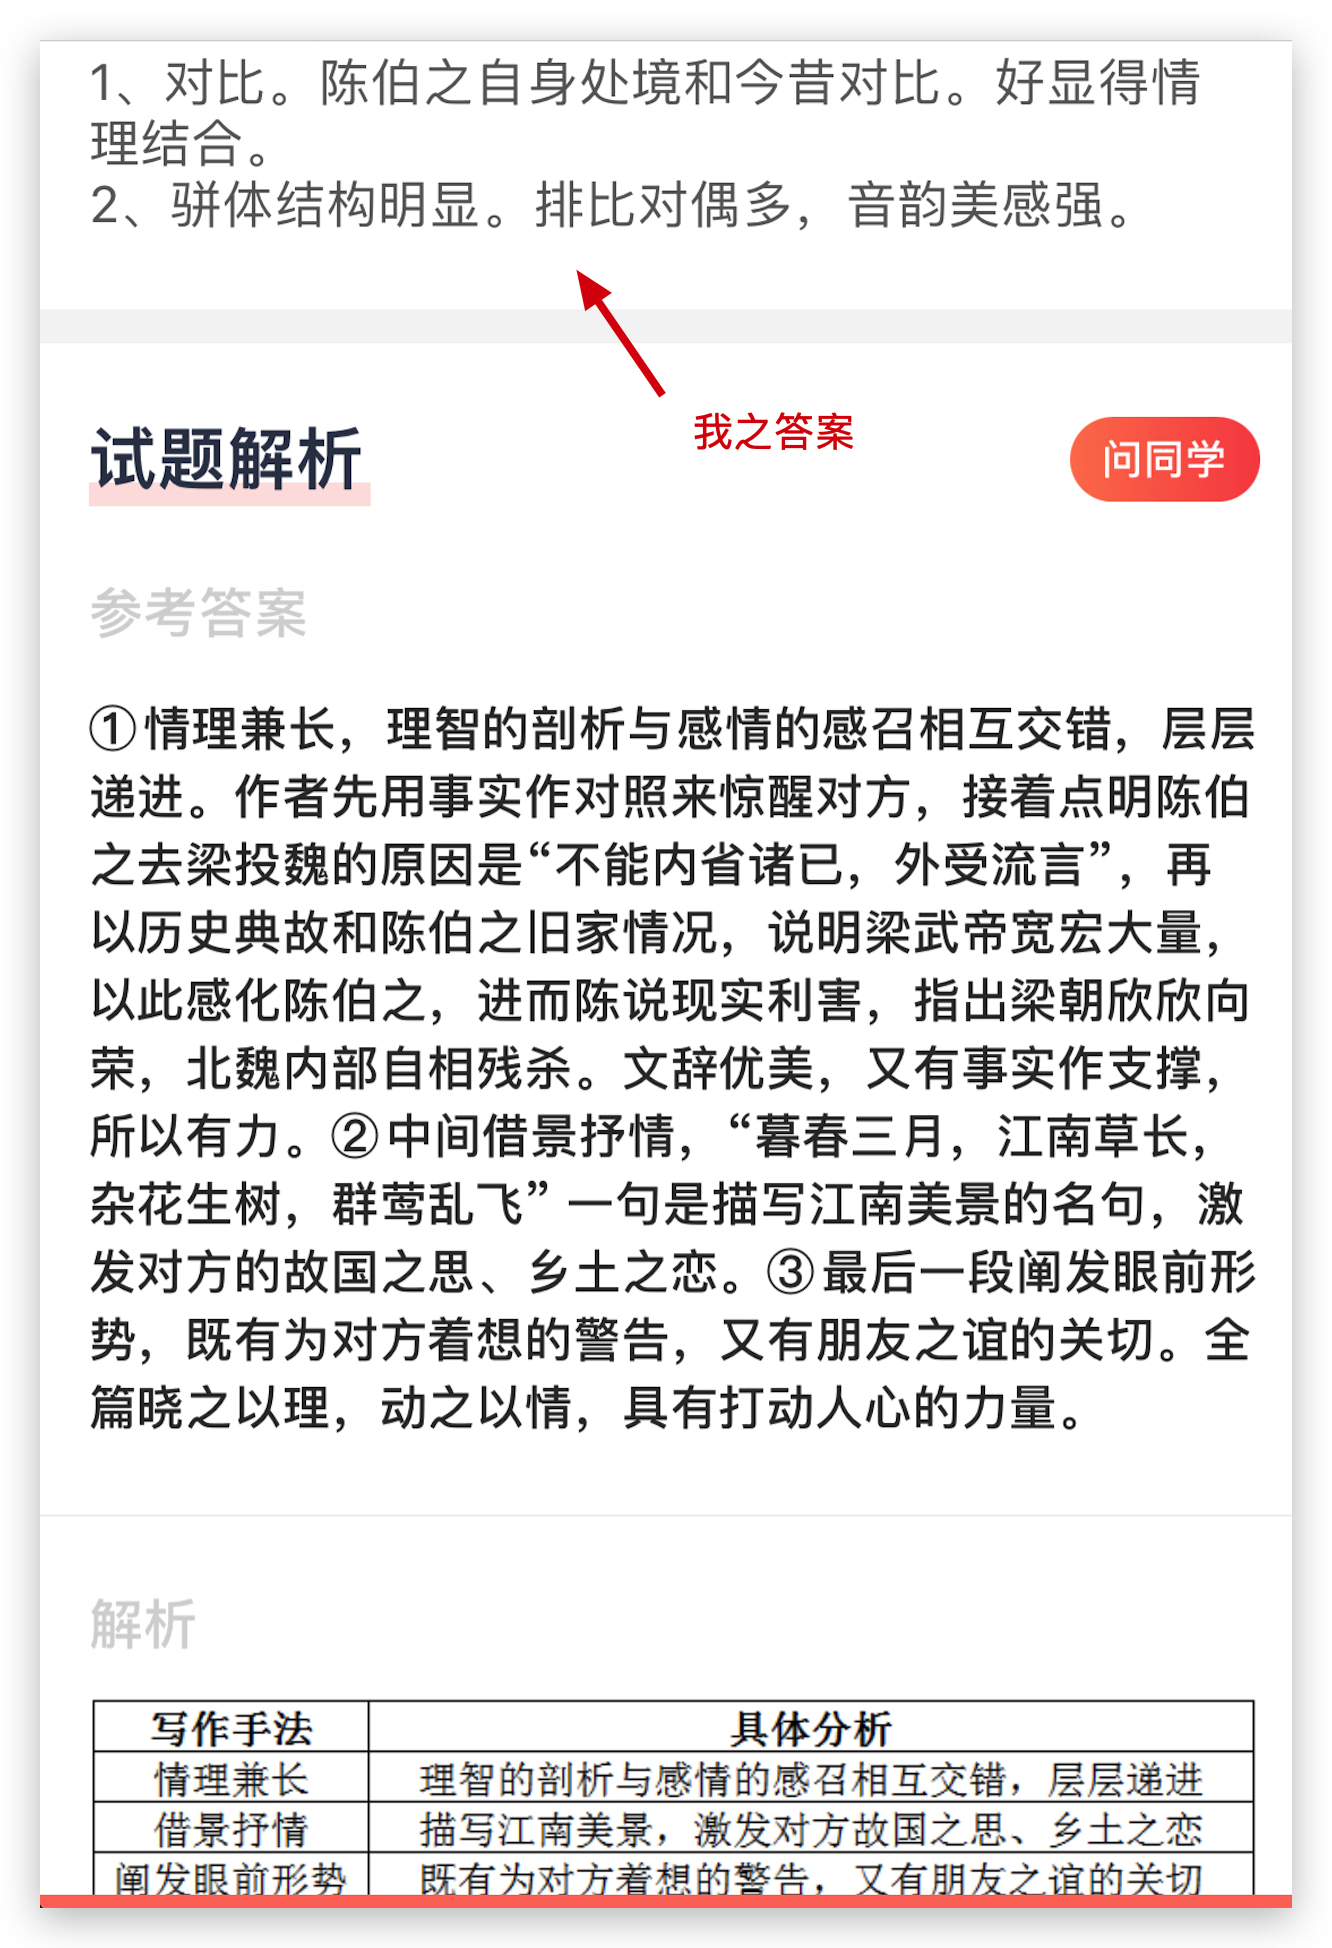 1、对比。陈伯之自身处境和今昔对比。好显得情
理结合。
2、骈体结构明显。排比对偶多，音韵美感强。
我之答案
试题解析
问同学
参考答案
①情理兼长，理智的剖析与感情的感召相互交错，层层
递进。作者先用事实作对照来惊醒对方，接着点明陈伯
之去梁投魏的原因是“不能内省诸已，外受流言”，再
以历史典故和陈伯之旧家情况，说明梁武帝宽宏大量，
以此感化陈伯之，进而陈说现实利害，指出梁朝欣欣向
荣，北魏内部自相残杀。文辞优美，又有事实作支撑，
所以有力。②中间借景抒情，“暮春三月，江南草长，
杂花生树，群莺乱飞” 一句是描写江南美景的名句，激
发对方的故国之思、乡土之恋。③最后一段阐发眼前形
势，既有为对方着想的警告，又有朋友之谊的关切。全
篇晓之以理，动之以情，具有打动人心的力量。
解析
写作手法 具体分析
情理兼长 理智的剖析与感情的感召相互交错，层层递进
借景抒情 描写江南美景，激发对方故国之思、乡土之恋
阐发眼前形势 既有为对方着想的警告，又有朋友之谊的关切